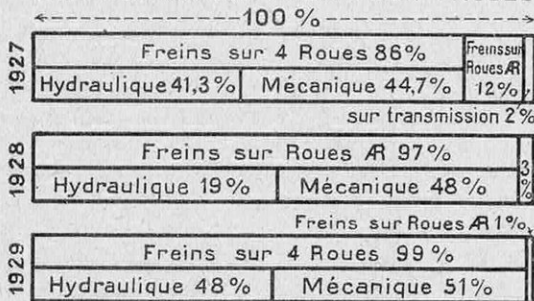 100 %
1927
Freins sur 4 Roues 86%
Freins sur
Roues AR
12%
Hydraulique 41,3%
Mécanique 44,7%
sur transmission 2%
1928
Freins sur Roues AR 97%
3%
Hydraulique 19%
Mécanique 48%
Freins sur Roues AR 1%
1929
Freins sur 4 Roues 99%
Hydraulique 48%
Mécanique 51%